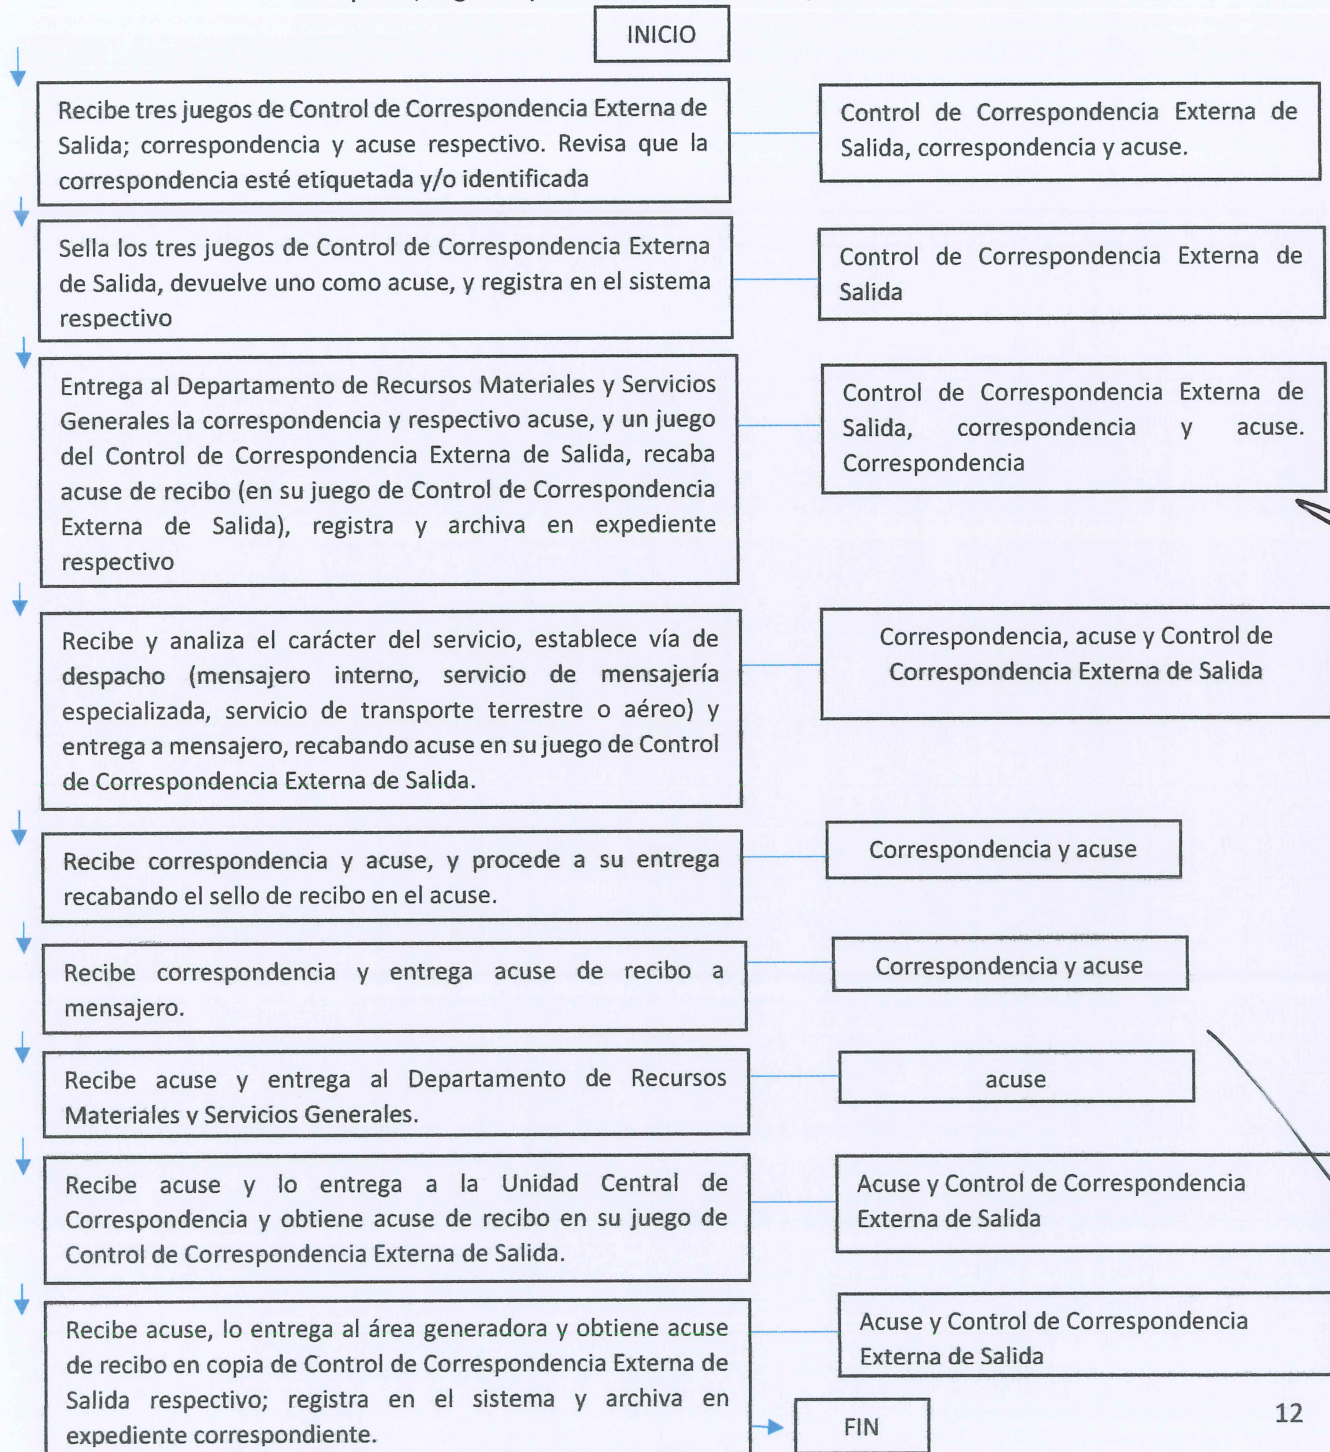 INICIO
Recibe tres juegos de Control de Correspondencia Externa de
Salida; correspondencia y acuse respectivo. Revisa que la
correspondencia esté etiquetada y/o identificada
Control de Correspondencia Externa de
Salida, correspondencia y acuse.
Sella los tres juegos de Control de Correspondencia Externa
de Salida, devuelve uno como acuse, y registra en el sistema
respectivo
Control de Correspondencia Externa de
Salida
Entrega al Departamento de Recursos Materiales y Servicios
Generales la correspondencia y respectivo acuse, y un juego
del Control de Correspondencia Externa de Salida, recaba
acuse de recibo (en su juego de Control de Correspondencia
Externa de Salida), registra y archiva en expediente
respectivo
Control de Correspondencia Externa de
Salida, correspondencia y acuse.
Correspondencia
Recibe y analiza el carácter del servicio, establece vía de
despacho (mensajero interno, servicio de mensajería
especializada, servicio de transporte terrestre o aéreo) y
entrega a mensajero, recabando acuse en su juego de Control
de Correspondencia Externa de Salida.
Correspondencia, acuse y Control de
Correspondencia Externa de Salida
Recibe correspondencia y acuse, y procede a su entrega
recabando el sello de recibo en el acuse.
Correspondencia y acuse
Recibe correspondencia y entrega acuse de recibo a
mensajero.
Correspondencia y acuse
Recibe acuse y entrega al Departamento de Recursos
Materiales y Servicios Generales.
acuse
Recibe acuse y lo entrega a la Unidad Central de
Correspondencia y obtiene acuse de recibo en su juego de
Control de Correspondencia Externa de Salida.
Acuse y Control de Correspondencia
Externa de Salida
Recibe acuse, lo entrega al área generadora y obtiene acuse
de recibo en copia de Control de Correspondencia Externa de
Salida respectivo; registra en el sistema y archiva en
expediente correspondiente.
Acuse y Control de Correspondencia
Externa de Salida
FIN
12